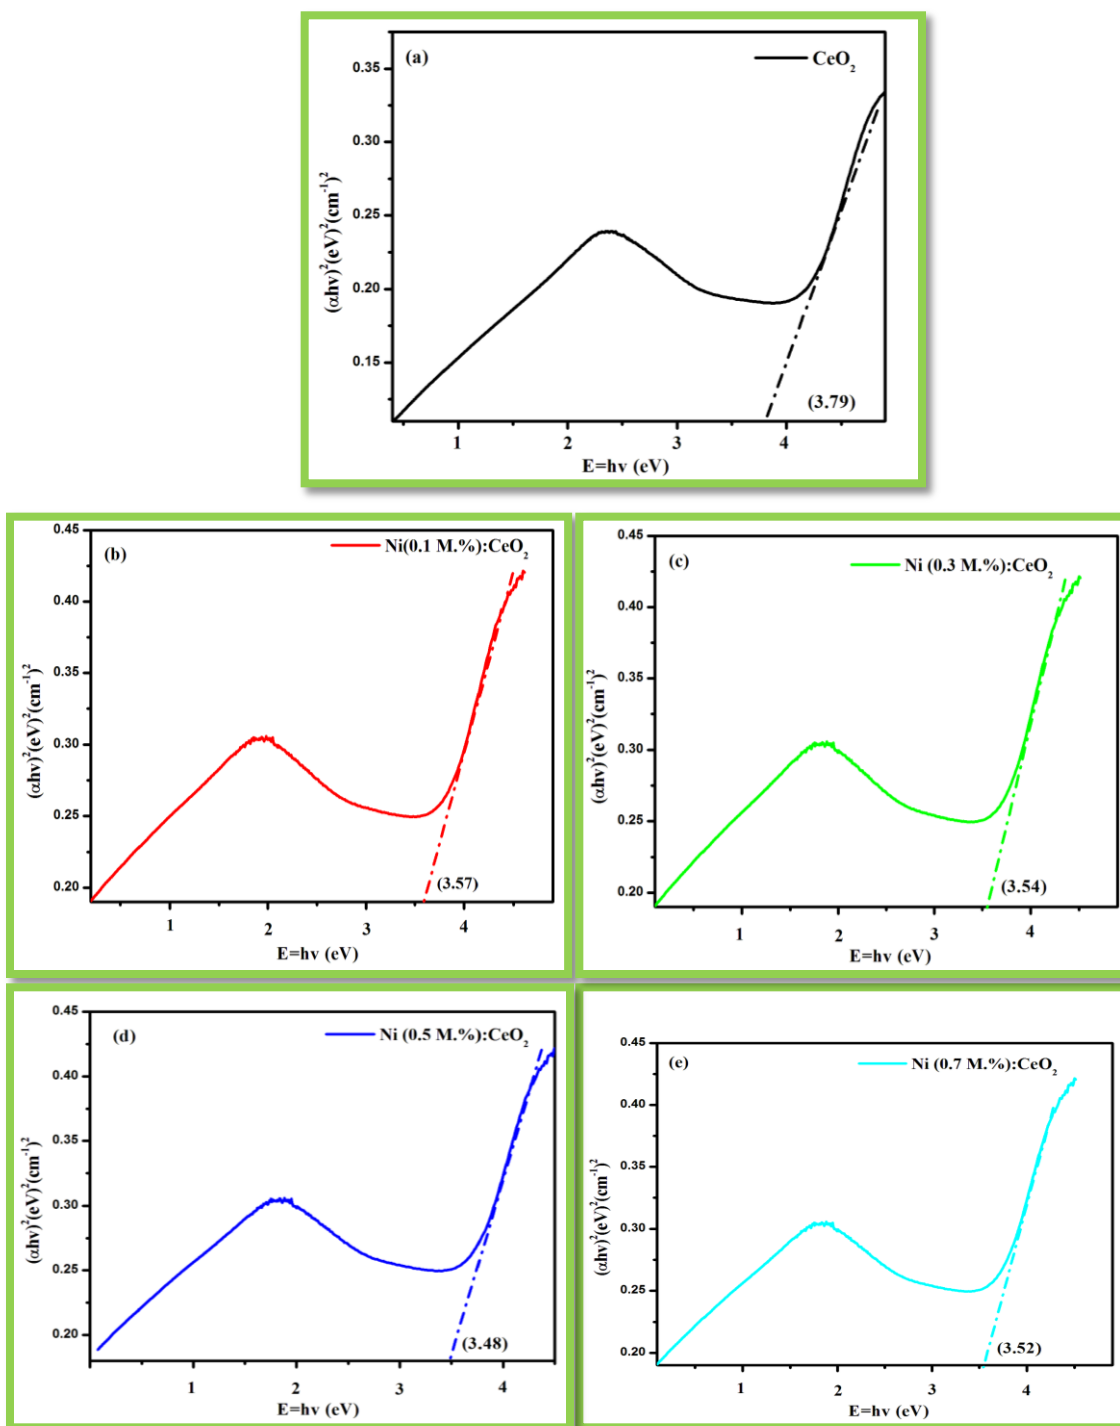 (a)
CeO2
0.35
0.30
0.25
0.20
0.15
(αhν)2(eV)2(cm-1)2
(3.79)
1 2 3 4
E=hν (eV)
(b)
Ni(0.1 M.%):CeO2
0.45
0.40
0.35
0.30
0.25
0.20
(αhν)2(eV)2(cm-1)2
(3.57)
1 2 3 4
E=hν (eV)
(c)
Ni (0.3 M.%):CeO2
0.45
0.40
0.35
0.30
0.25
0.20
(αhν)2(eV)2(cm-1)2
(3.54)
1 2 3 4
E=hν (eV)
(d)
Ni (0.5 M.%):CeO2
0.45
0.40
0.35
0.30
0.25
0.20
(αhν)2(eV)2(cm-1)2
(3.48)
1 2 3 4
E=hν (eV)
(e)
Ni (0.7 M.%):CeO2
0.45
0.40
0.35
0.30
0.25
0.20
(αhν)2(eV)2(cm-1)2
(3.52)
1 2 3 4
E=hν (eV)